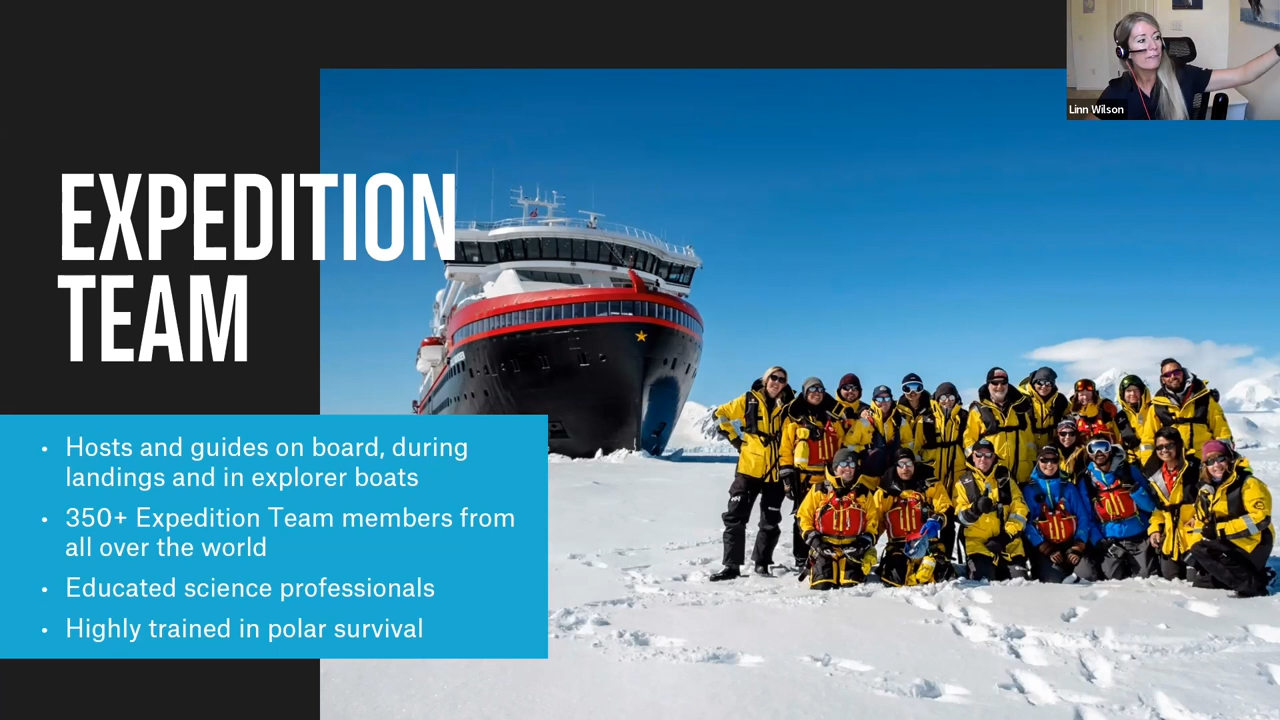 Linn Wilson
EXPEDITION
TEAM
• Hosts and guides on board, during
landings and in explorer boats
• 350+ Expedition Team members from
all over the world
• Educated science professionals
• Highly trained in polar survival